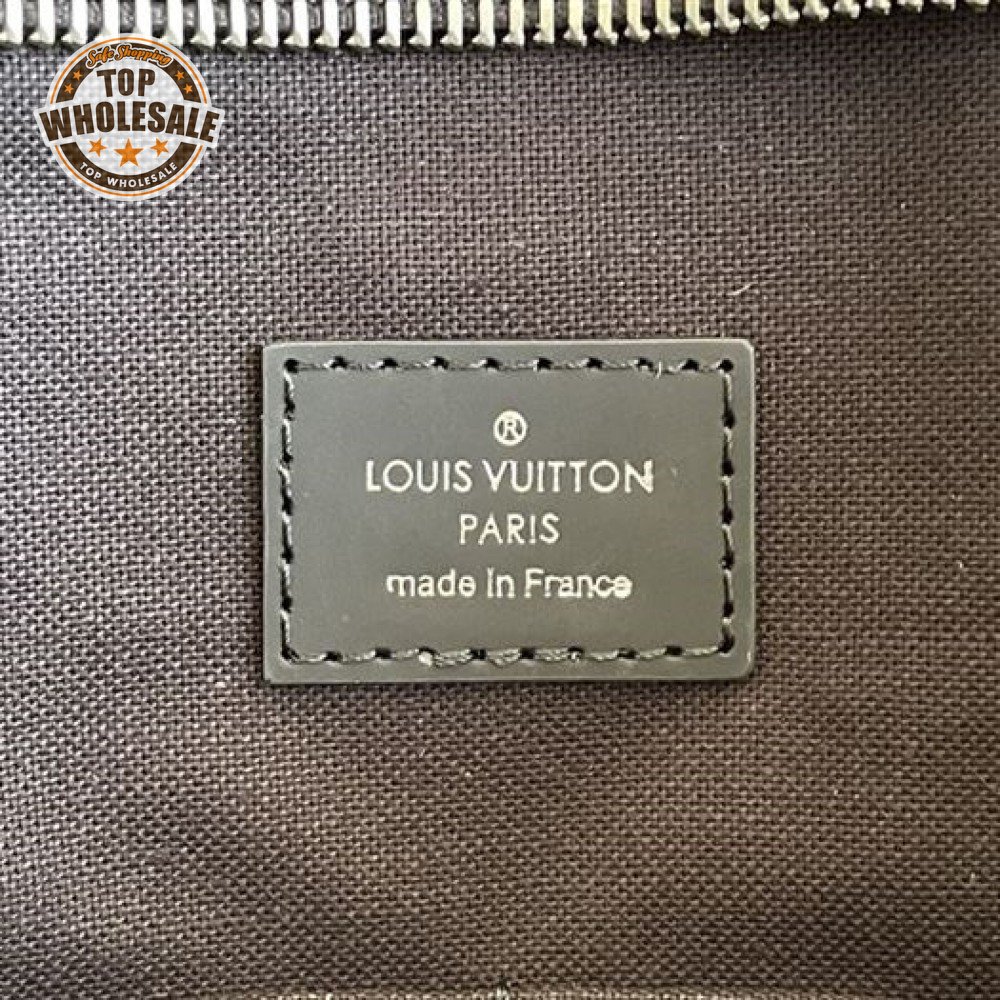 Safe Shopping
TOP
WHOLESALE
TOP WHOLESALE
®
LOUIS VUITTON
PARIS
made in France